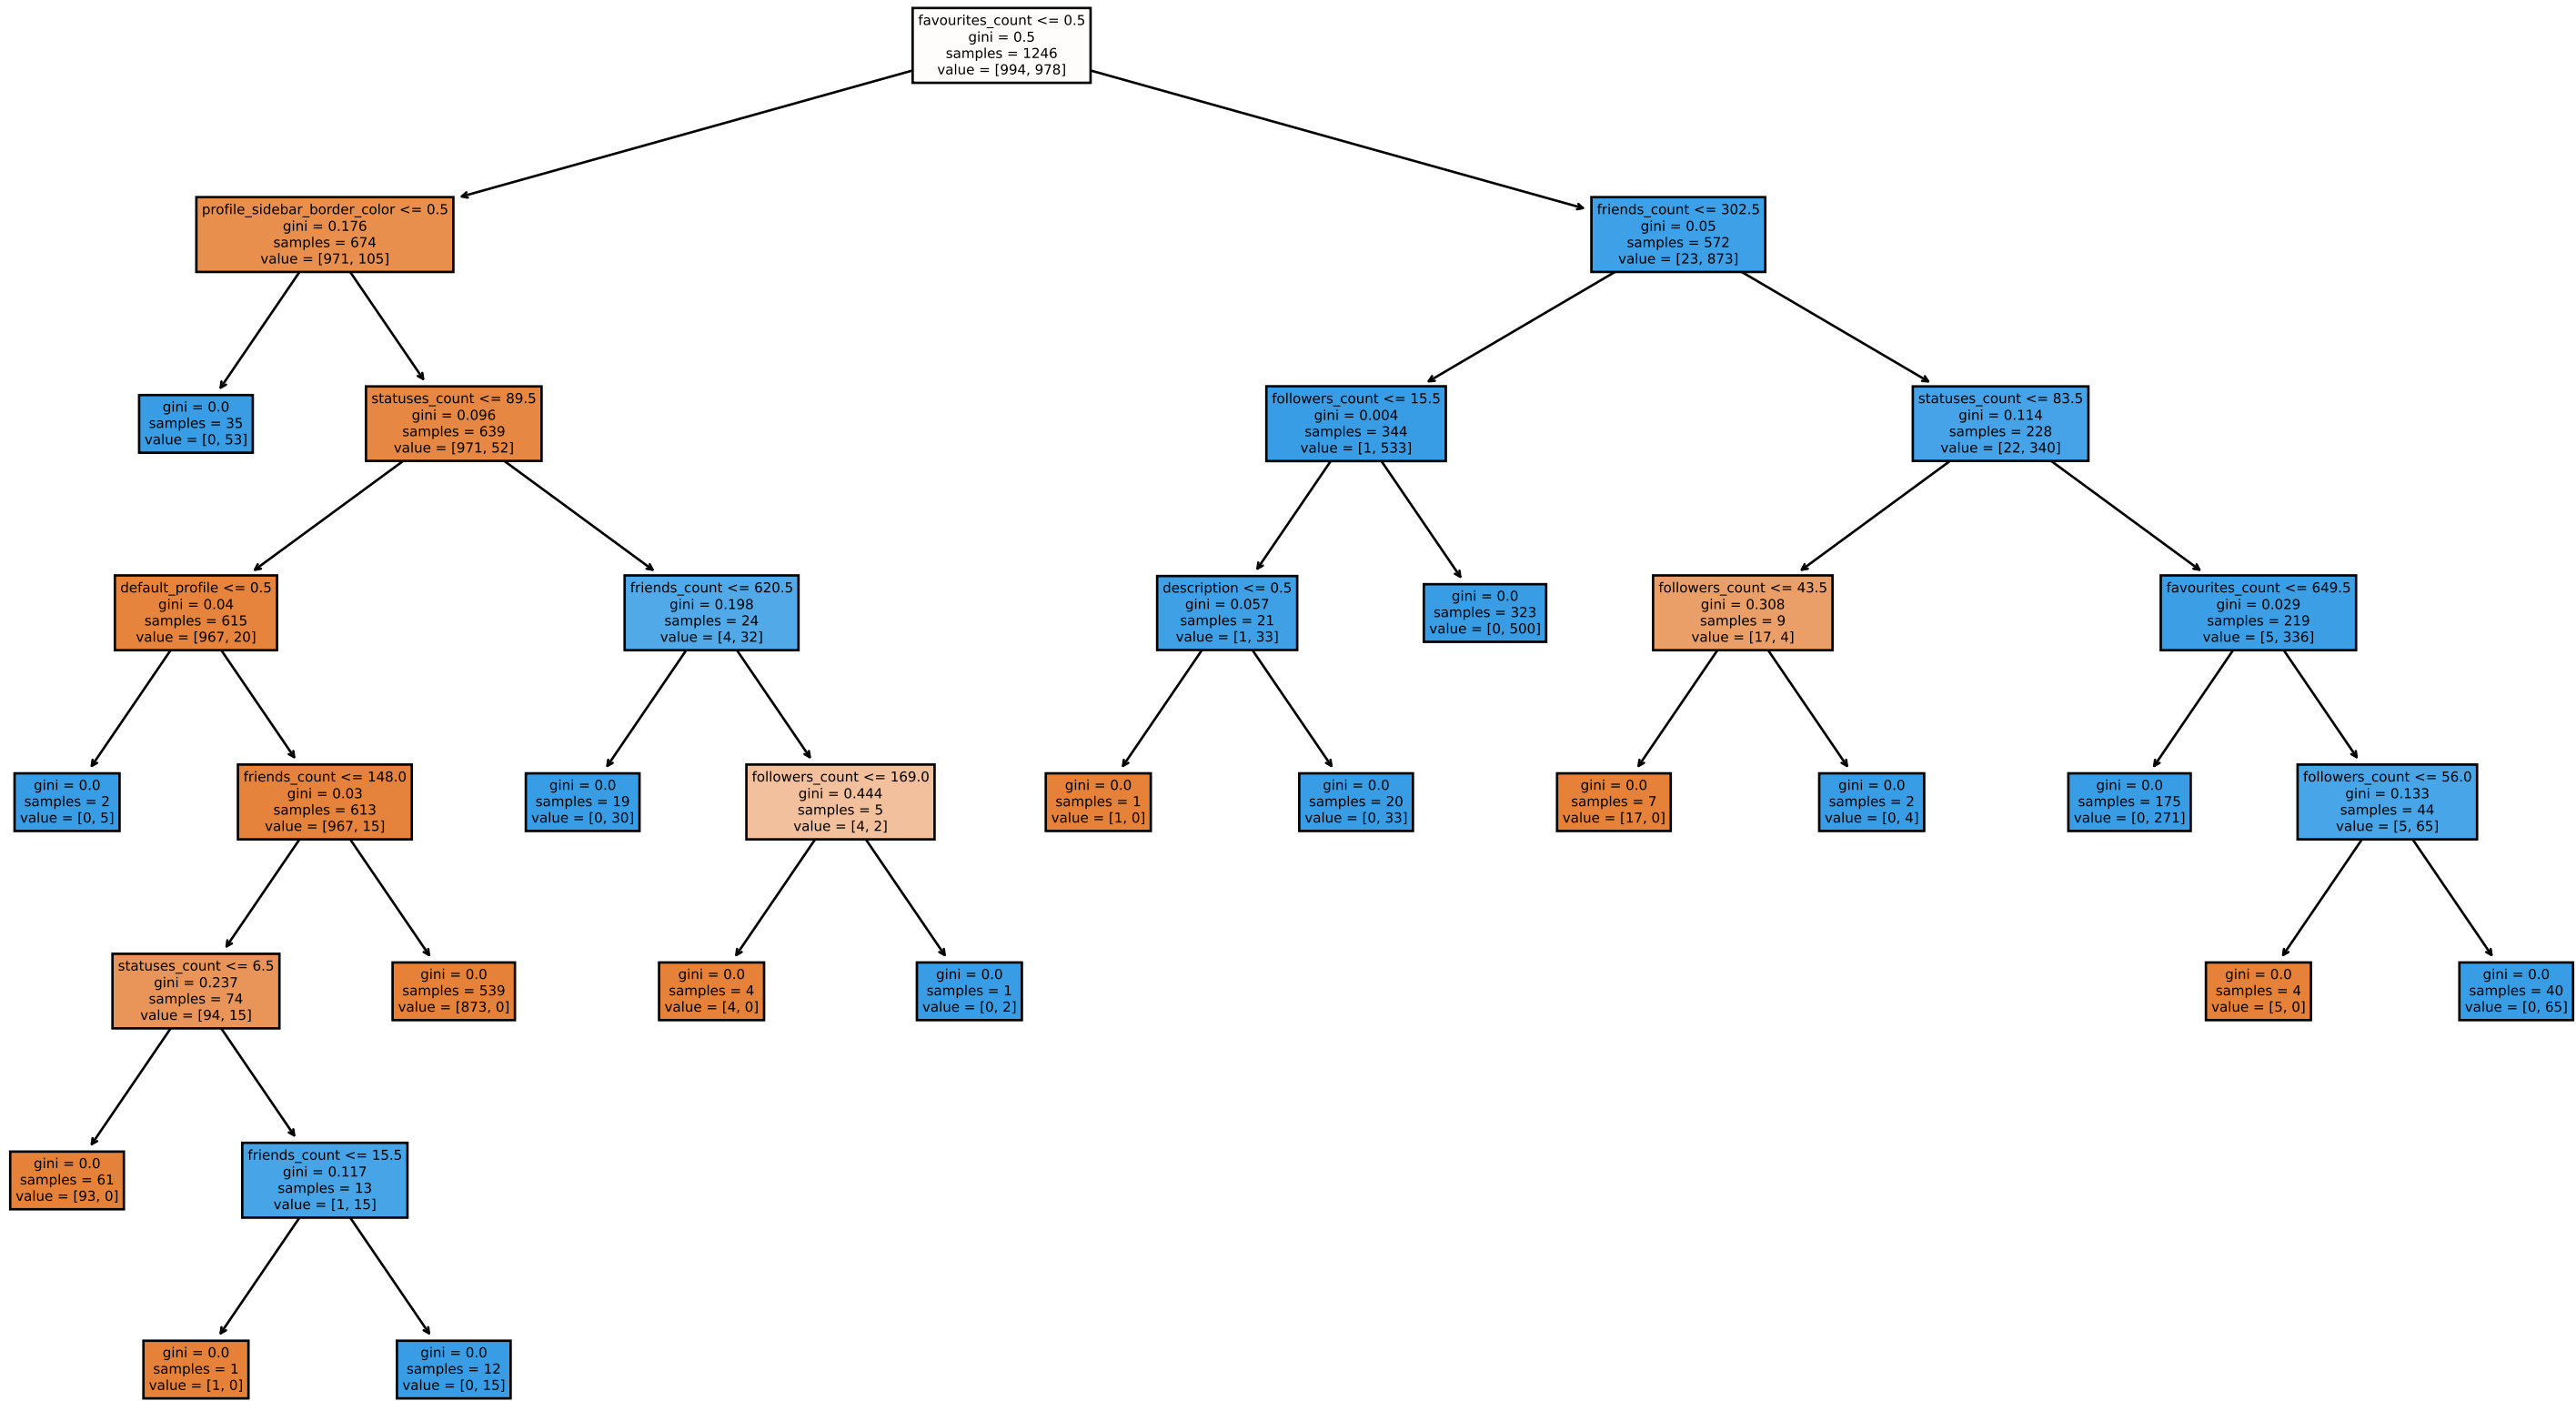 favourites_count <= 0.5
gini = 0.5
samples = 1246
value = [994, 978]
profile_sidebar_border_color <= 0.5
gini = 0.176
samples = 674
value = [971, 105]
friends_count <= 302.5
gini = 0.05
samples = 572
value = [23, 873]
gini = 0.0
samples = 35
value = [0, 53]
statuses_count <= 89.5
gini = 0.096
samples = 639
value = [971, 52]
followers_count <= 15.5
gini = 0.004
samples = 344
value = [1, 533]
statuses_count <= 83.5
gini = 0.114
samples = 228
value = [22, 340]
default_profile <= 0.5
gini = 0.04
samples = 615
value = [967, 20]
friends_count <= 620.5
gini = 0.198
samples = 24
value = [4, 32]
description <= 0.5
gini = 0.057
samples = 21
value = [1, 33]
gini = 0.0
samples = 323
value = [0, 500]
followers_count <= 43.5
gini = 0.308
samples = 9
value = [17, 4]
favourites_count <= 649.5
gini = 0.029
samples = 219
value = [5, 336]
gini = 0.0
samples = 2
value = [0, 5]
friends_count <= 148.0
gini = 0.03
samples = 613
value = [967, 15]
gini = 0.0
samples = 19
value = [0, 30]
followers_count <= 169.0
gini = 0.444
samples = 5
value = [4, 2]
gini = 0.0
samples = 1
value = [1, 0]
gini = 0.0
samples = 20
value = [0, 33]
gini = 0.0
samples = 7
value = [17, 0]
gini = 0.0
samples = 2
value = [0, 4]
gini = 0.0
samples = 175
value = [0, 271]
followers_count <= 56.0
gini = 0.133
samples = 44
value = [5, 65]
statuses_count <= 6.5
gini = 0.237
samples = 74
value = [94, 15]
gini = 0.0
samples = 539
value = [873, 0]
gini = 0.0
samples = 4
value = [4, 0]
gini = 0.0
samples = 1
value = [0, 2]
gini = 0.0
samples = 4
value = [5, 0]
gini = 0.0
samples = 40
value = [0, 65]
gini = 0.0
samples = 61
value = [93, 0]
friends_count <= 15.5
gini = 0.117
samples = 13
value = [1, 15]
gini = 0.0
samples = 1
value = [1, 0]
gini = 0.0
samples = 12
value = [0, 15]